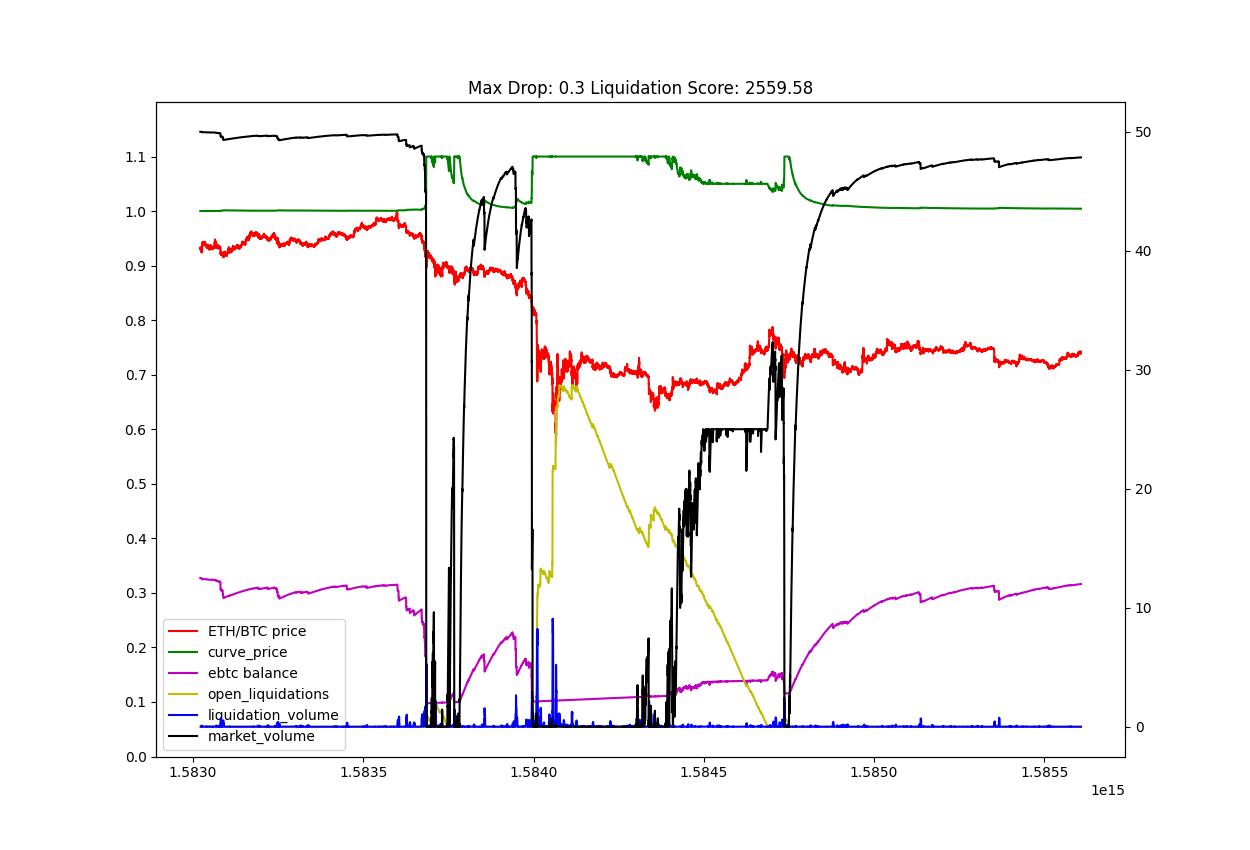 Max Drop: 0.3 Liquidation Score: 2559.58
1.1
1.0
0.9
0.8
0.7
0.6
0.5
0.4
0.3
0.2
0.1
0.0
50
40
30
20
10
0
ETH/BTC price
curve_price
ebtc balance
open_liquidations
liquidation_volume
market_volume
1.5830 1.5835 1.5840 1.5845 1.5850 1.5855
1e15